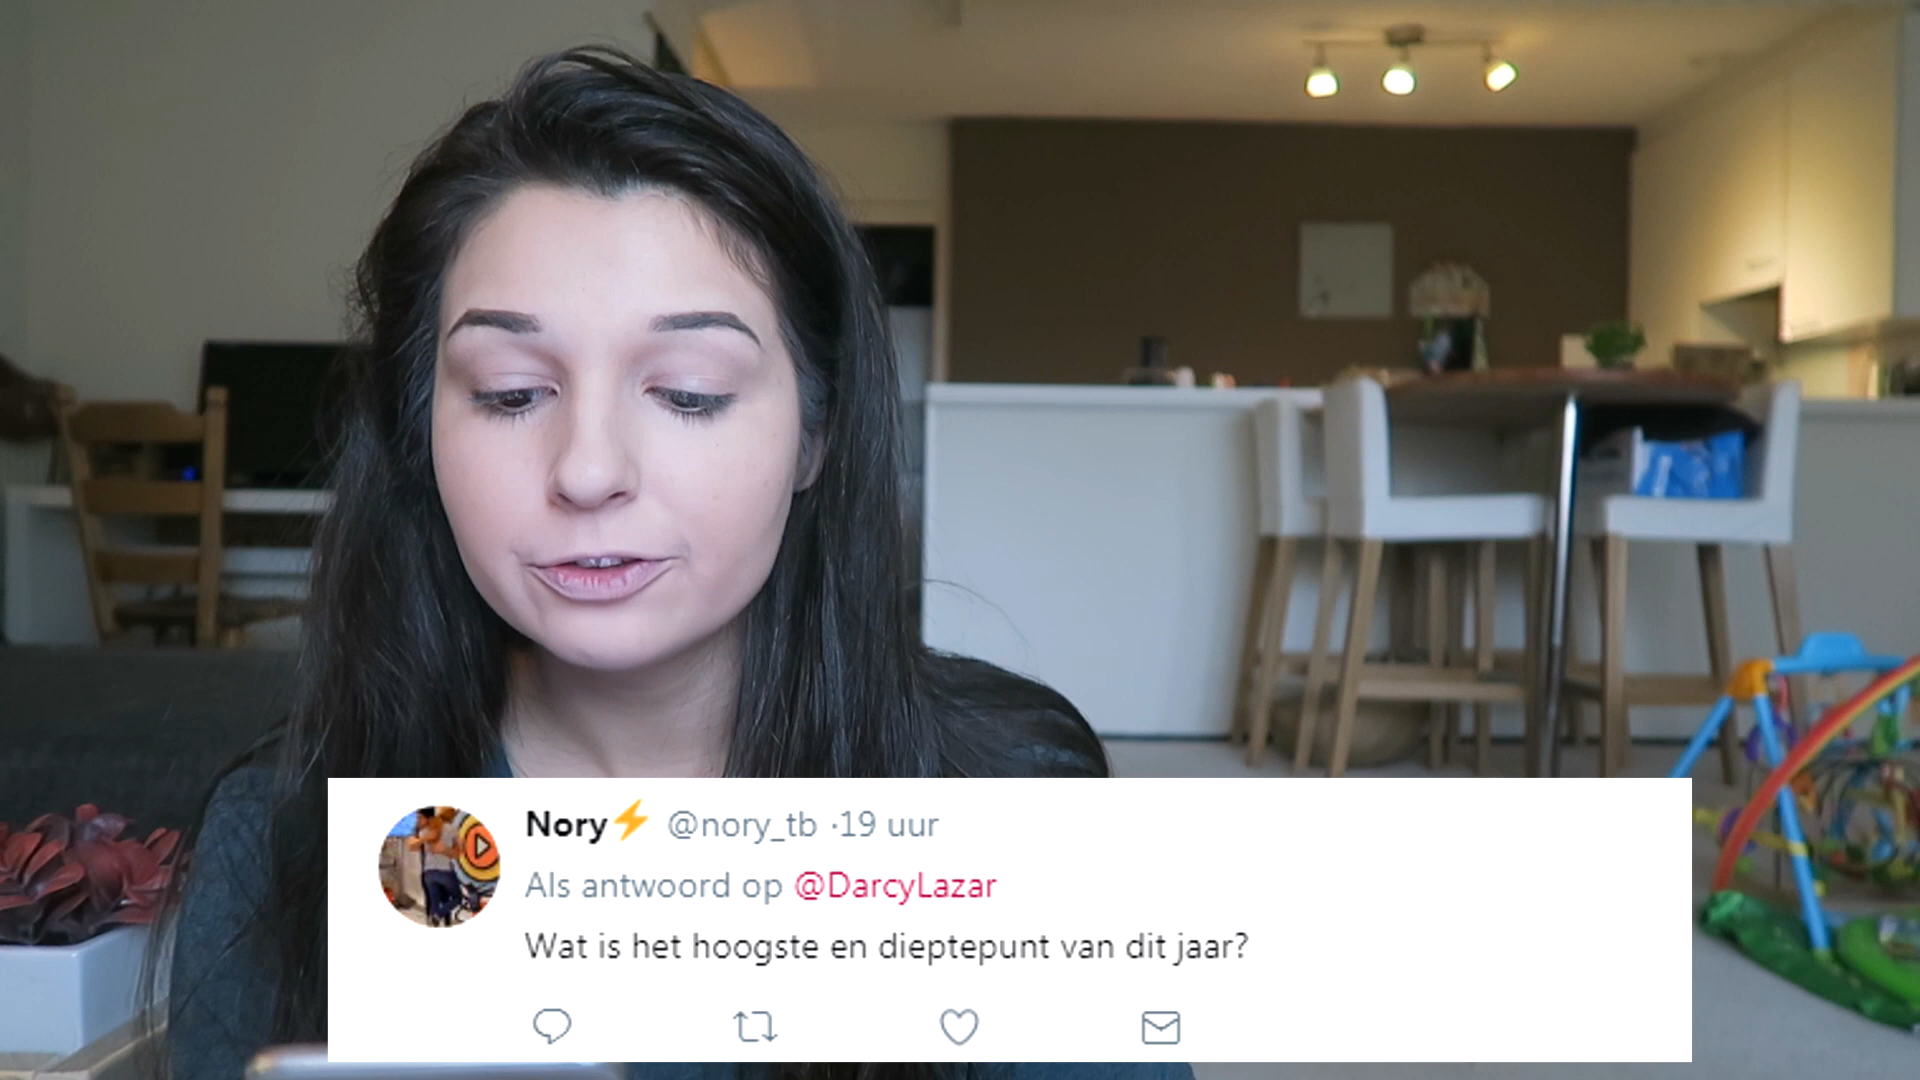 Nory⚡ @nory_tb ·19 uur
Als antwoord op @DarcyLazar
Wat is het hoogste en dieptepunt van dit jaar?